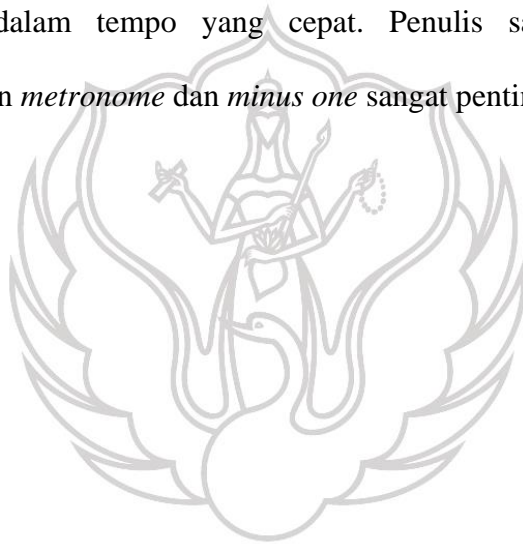 dalam tempo yang cepat. Penulis sa
n metronome dan minus one sangat pentin